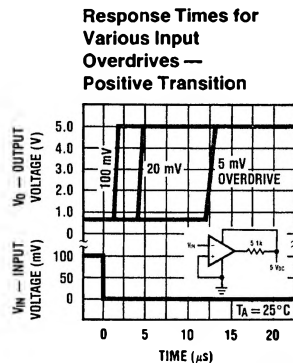 Response Times for
Various Input
Overdrives —
Positive Transition
VO – OUTPUT
VOLTAGE (V)
5.0
4.0
3.0
2.0
1.0
0
100 mV
20 mV
5 mV
OVERDRIVE
VIN – INPUT
VOLTAGE (mV)
100
50
0
VIN
5.1k
5 VDC
TA = 25°C
0 5 10 15 20
TIME (μs)